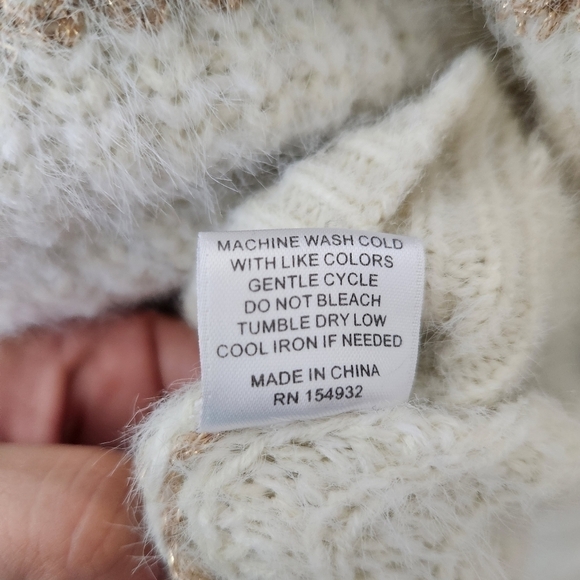 MACHINE WASH COLD
WITH LIKE COLORS
GENTLE CYCLE
DO NOT BLEACH
TUMBLE DRY LOW
COOL IRON IF NEEDED
MADE IN CHINA
RN 154932